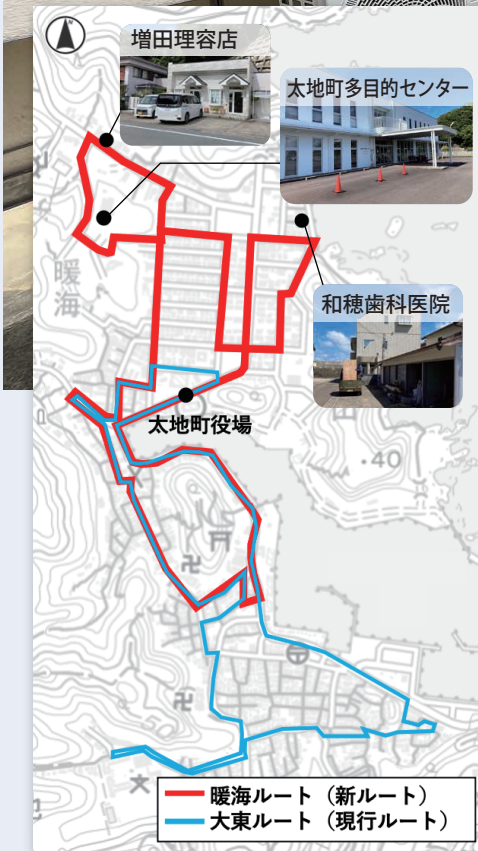 増田理容店
太地町多目的センター
和穂歯科医院
暖海
太地町役場
・40
大
暖海ルート（新ルート）
大東ルート（現行ルート）